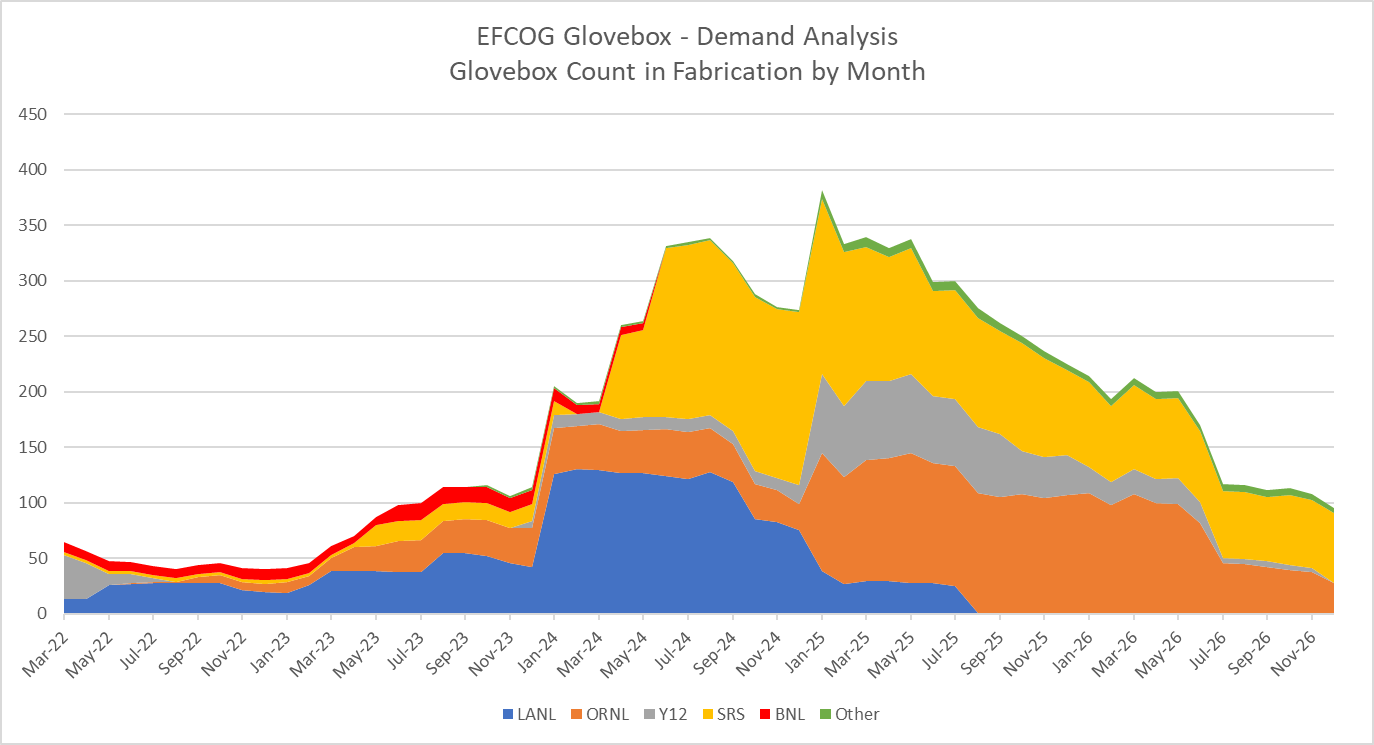 EFCOG Glovebox - Demand Analysis
Glovebox Count in Fabrication by Month
450
400
350
300
250
200
150
100
50
0
Mar-22 May-22 Jul-22 Sep-22 Nov-22 Jan-23 Mar-23 May-23 Jul-23 Sep-23 Nov-23 Jan-24 Mar-24 May-24 Jul-24 Sep-24 Nov-24 Jan-25 Mar-25 May-25 Jul-25 Sep-25 Nov-25 Jan-26 Mar-26 May-26 Jul-26 Sep-26 Nov-26
LANL ORNL Y12 SRS BNL Other